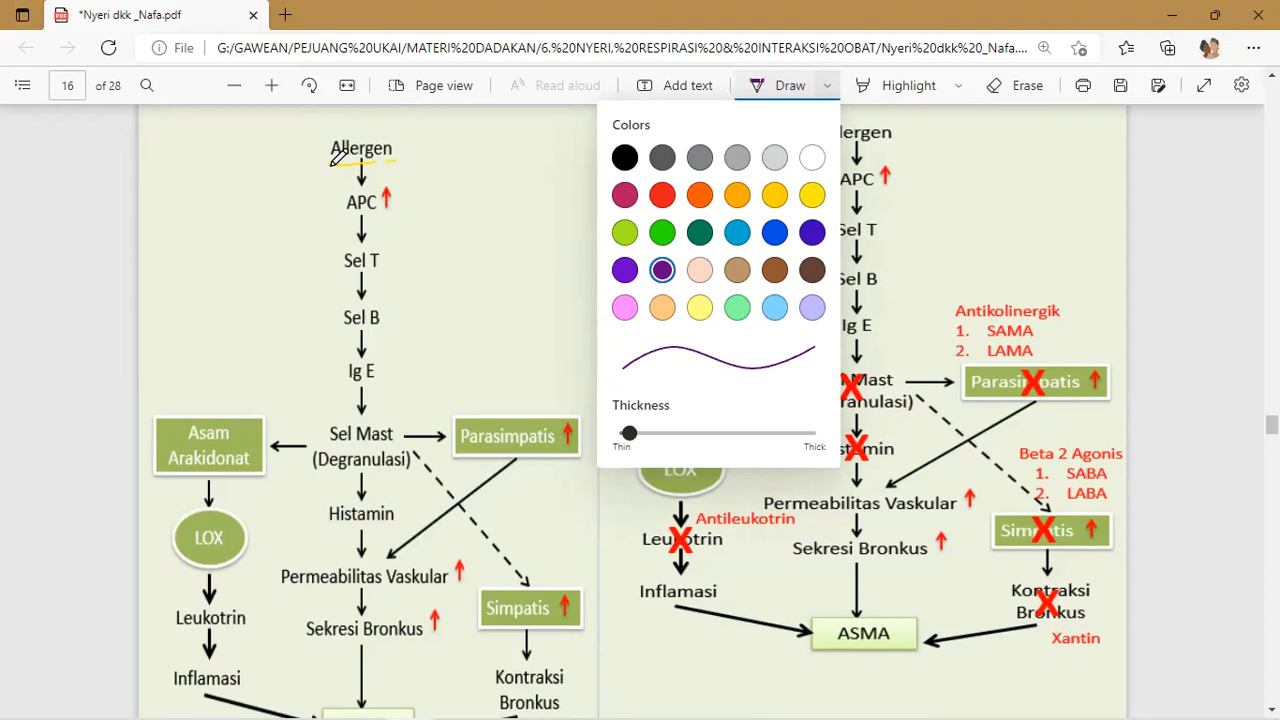 *Nyeri dkk _Nafa.pdf
File
G:/GAWEAN/PEJUANG%20UKAI/MATERI%20DADAKAN/6.%20NYERI.%20RESPIRASI%20&%20INTERAKSI%20OBAT/Nyeri%20dkk%20_Nafa....
16 of 28
Page view
Read aloud
Add text
Draw
Highlight
Erase
Colors
Thickness
Thin
Thick
Allergen
APC
Sel T
Sel B
Ig E
Sel Mast
(Degranulasi)
Asam
Arakidonat
Parasimpatis
LOX
Histamin
Permeabilitas Vaskular
Simpatis
Leukotrin
Sekresi Bronkus
Inflamasi
Kontraksi
Bronkus
lergen
APC
Sel T
Sel B
Ig E
Antikolinergik
1. SAMA
2. LAMA
Mast
ranulasi)
Parasimpatis
stamin
Beta 2 Agonis
1. SABA
2. LABA
LOX
Permeabilitas Vaskular
Antileukotrin
Leukotrin
Simpatis
Sekresi Bronkus
Inflamasi
Kontraksi
Bronkus
ASMA
Xantin